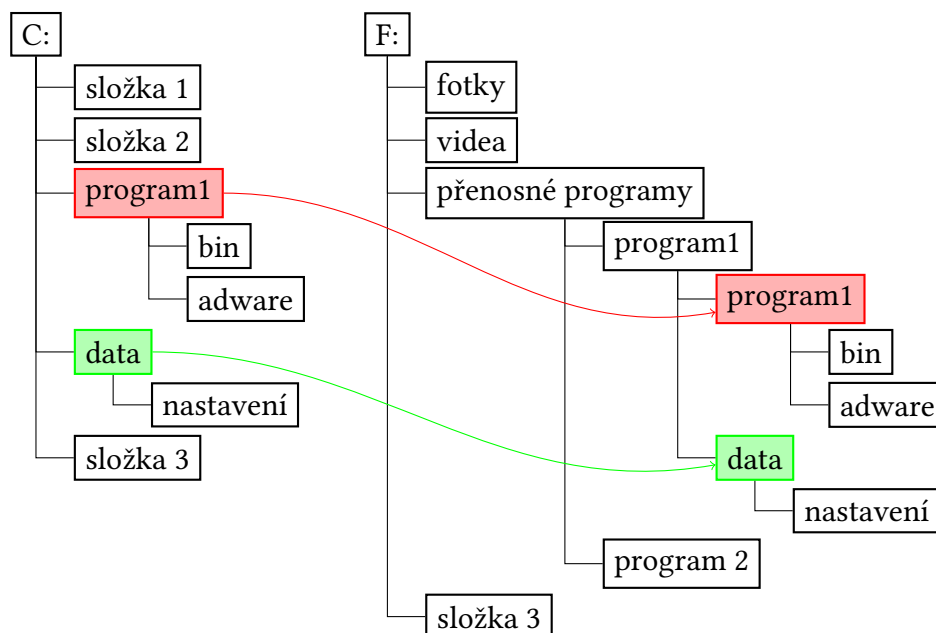 C:
složka 1
složka 2
program1
bin
adware
data
nastavení
složka 3
F:
fotky
videa
přenosné programy
program1
program1
bin
adware
data
nastavení
program 2
složka 3